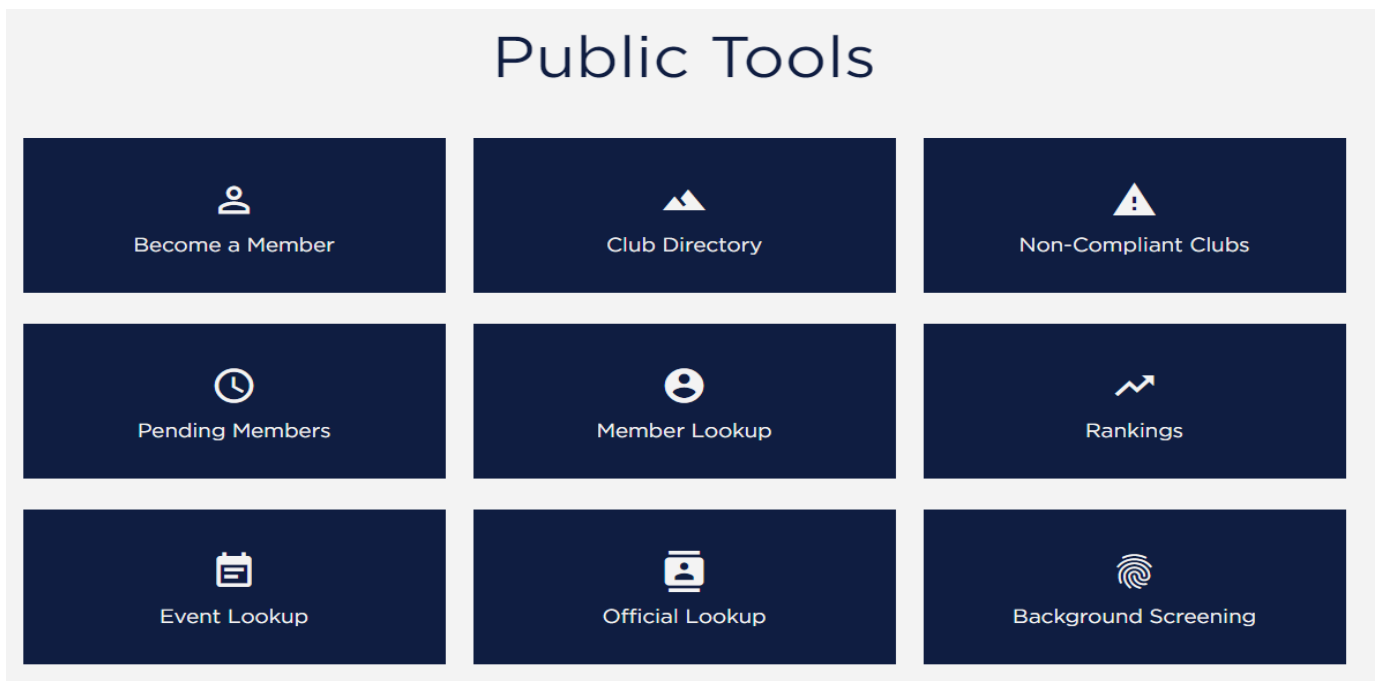 Public Tools
Become a Member
Club Directory
Non-Compliant Clubs
Pending Members
Member Lookup
Rankings
Event Lookup
Official Lookup
Background Screening